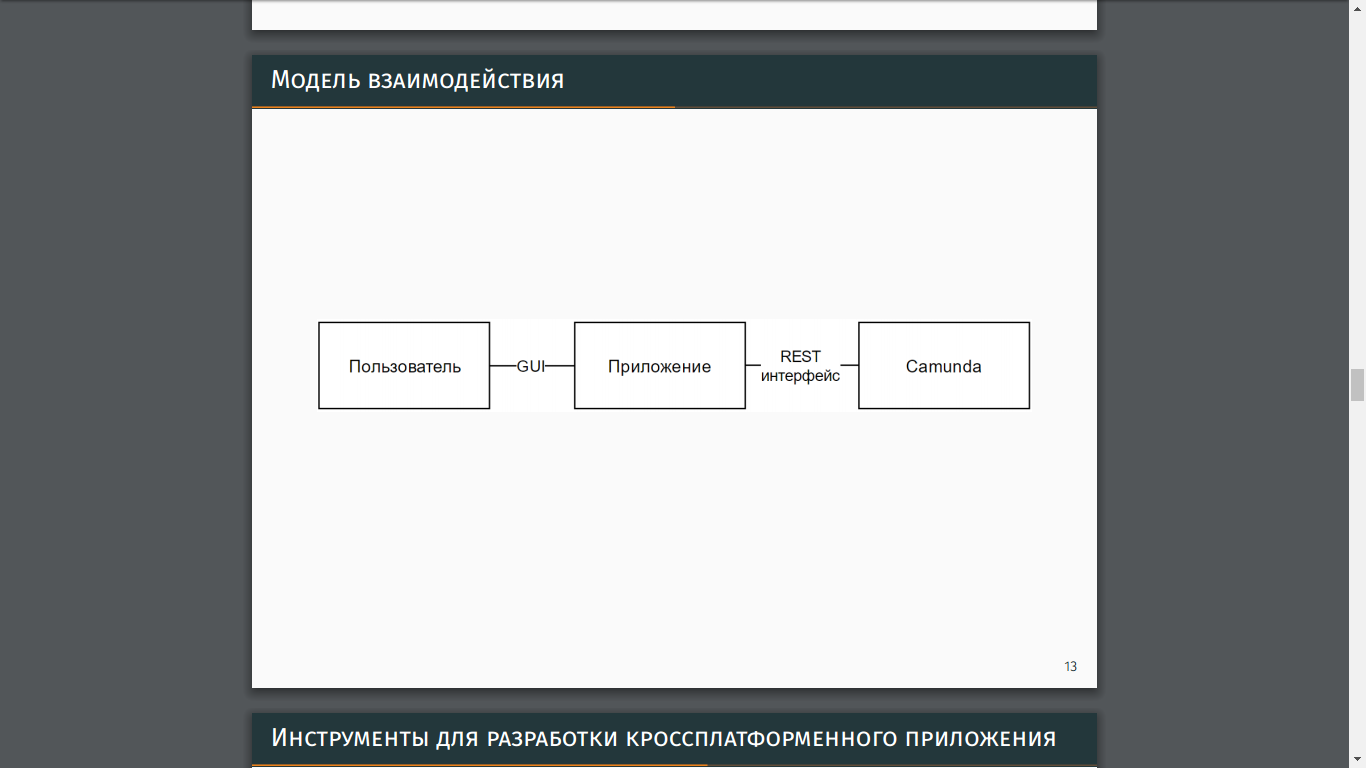 Модель взаимодействия
Пользователь
GUI
Приложение
REST
интерфейс
Camunda
13
Инструменты для разработки кроссплатформенного приложения